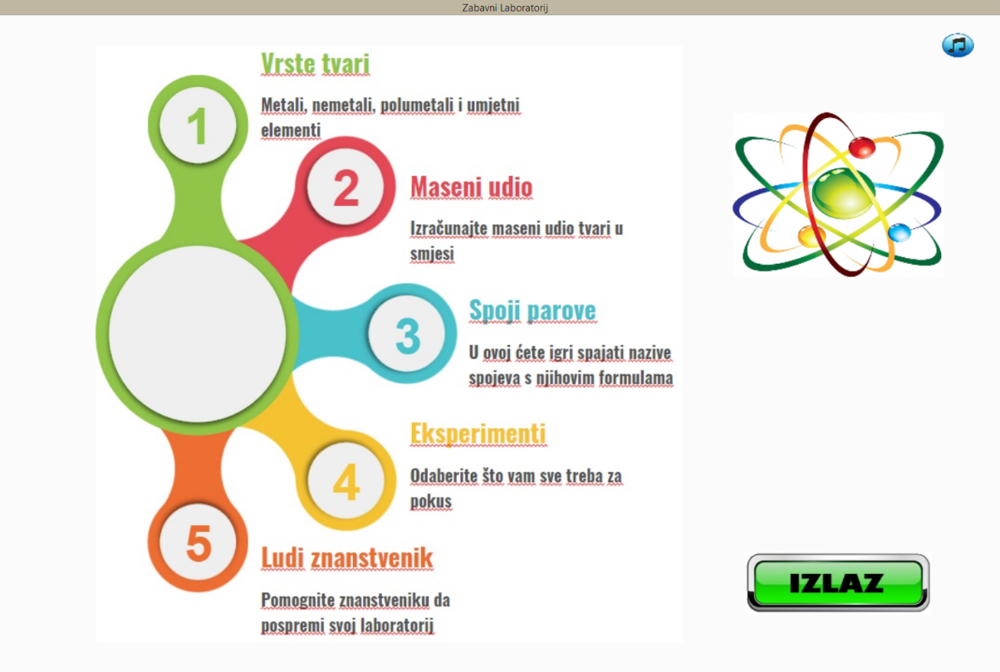 Zabavni Laboratorij
1
Vrste tvari
Metali, nemetali, polumetali i umjetni
elementi
2
Maseni udio
Izračunajte maseni udio tvari u
smjesi
3
Spoji parove
U ovoj ćete igri spajati nazive
spojeva s njihovim formulama
4
Eksperimenti
Odaberite što vam sve treba za
pokus
5
Ludi znanstvenik
Pomognite znanstveniku da
pospremi svoj laboratorij
IZLAZ